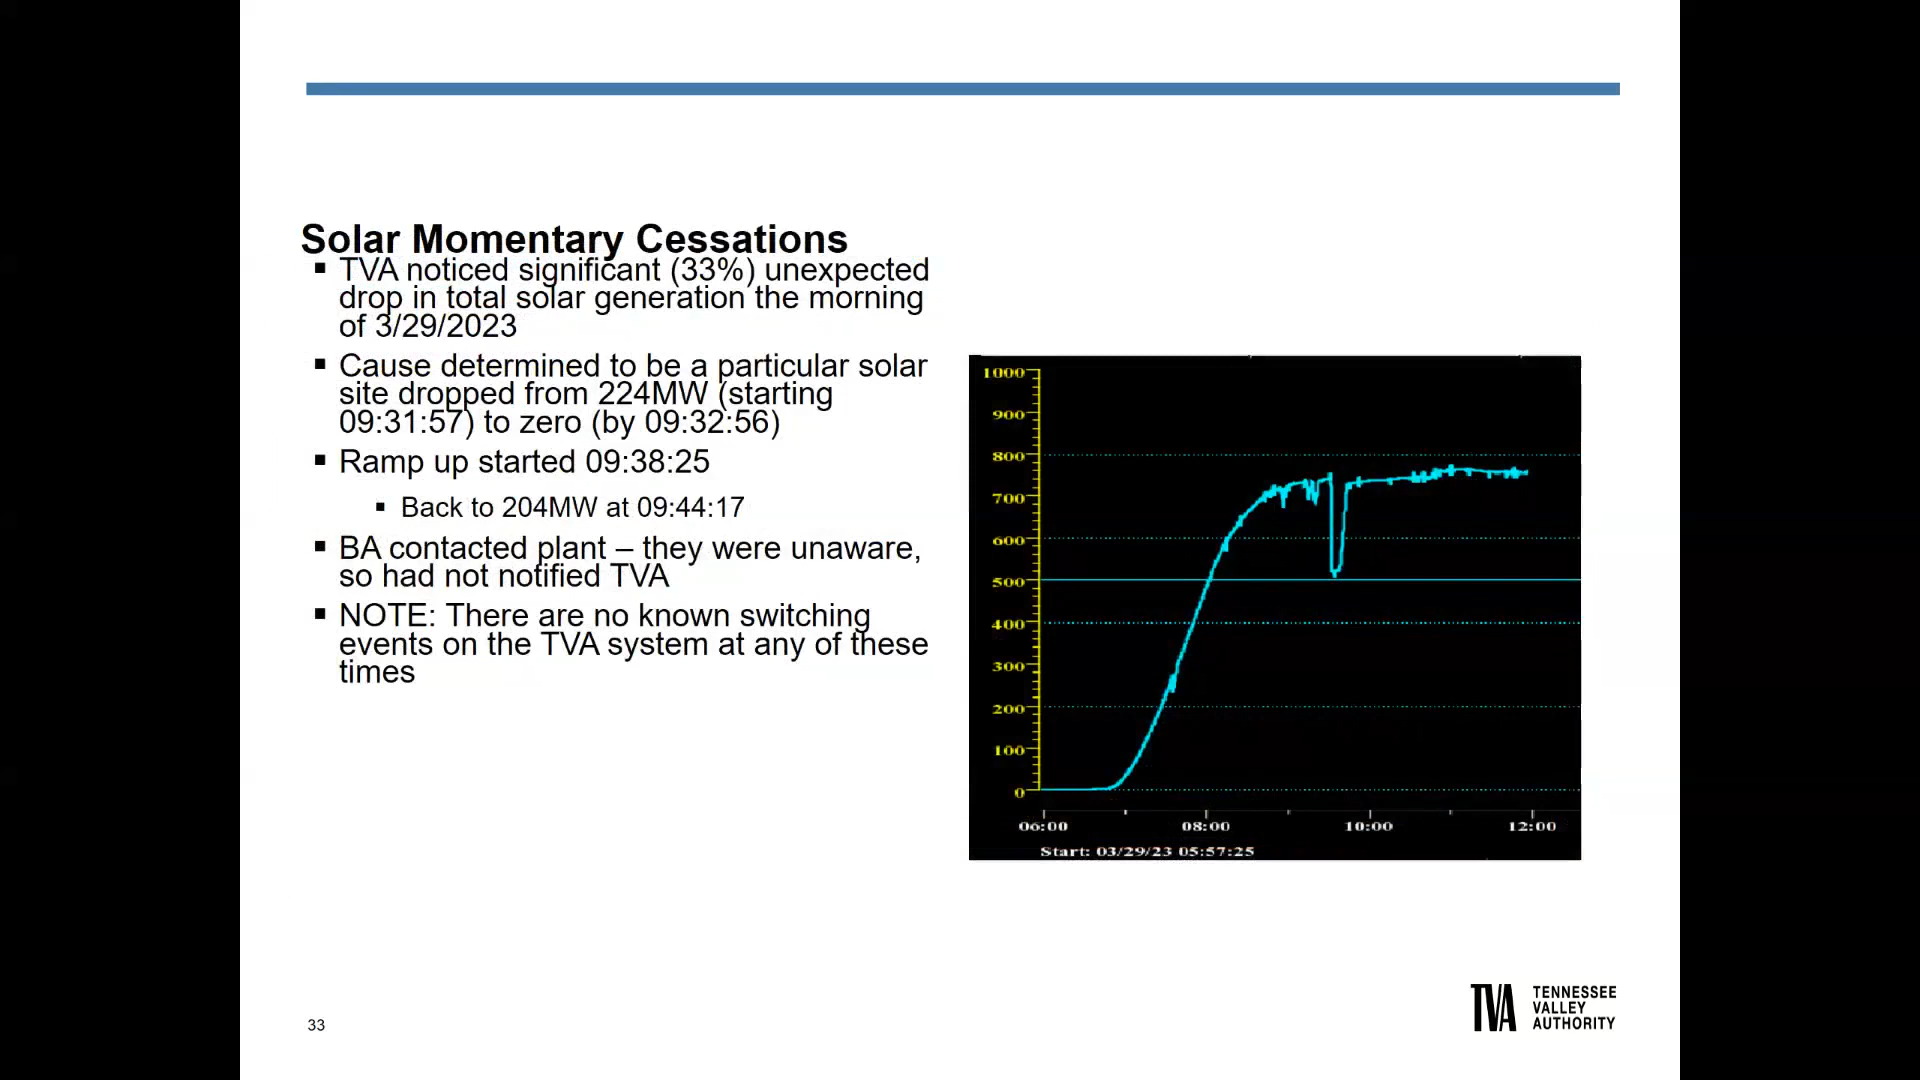 Solar Momentary Cessations
▪ TVA noticed significant (33%) unexpected
drop in total solar generation the morning
of 3/29/2023
▪ Cause determined to be a particular solar
site dropped from 224MW (starting
09:31:57) to zero (by 09:32:56)
▪ Ramp up started 09:38:25
▪ Back to 204MW at 09:44:17
▪ BA contacted plant – they were unaware,
so had not notified TVA
▪ NOTE: There are no known switching
events on the TVA system at any of these
times
1000
900
800
700
600
500
400
300
200
100
0
06:00 08:00 10:00 12:00
Start: 03/29/23 05:57:25
33
TVA
TENNESSEE
VALLEY
AUTHORITY